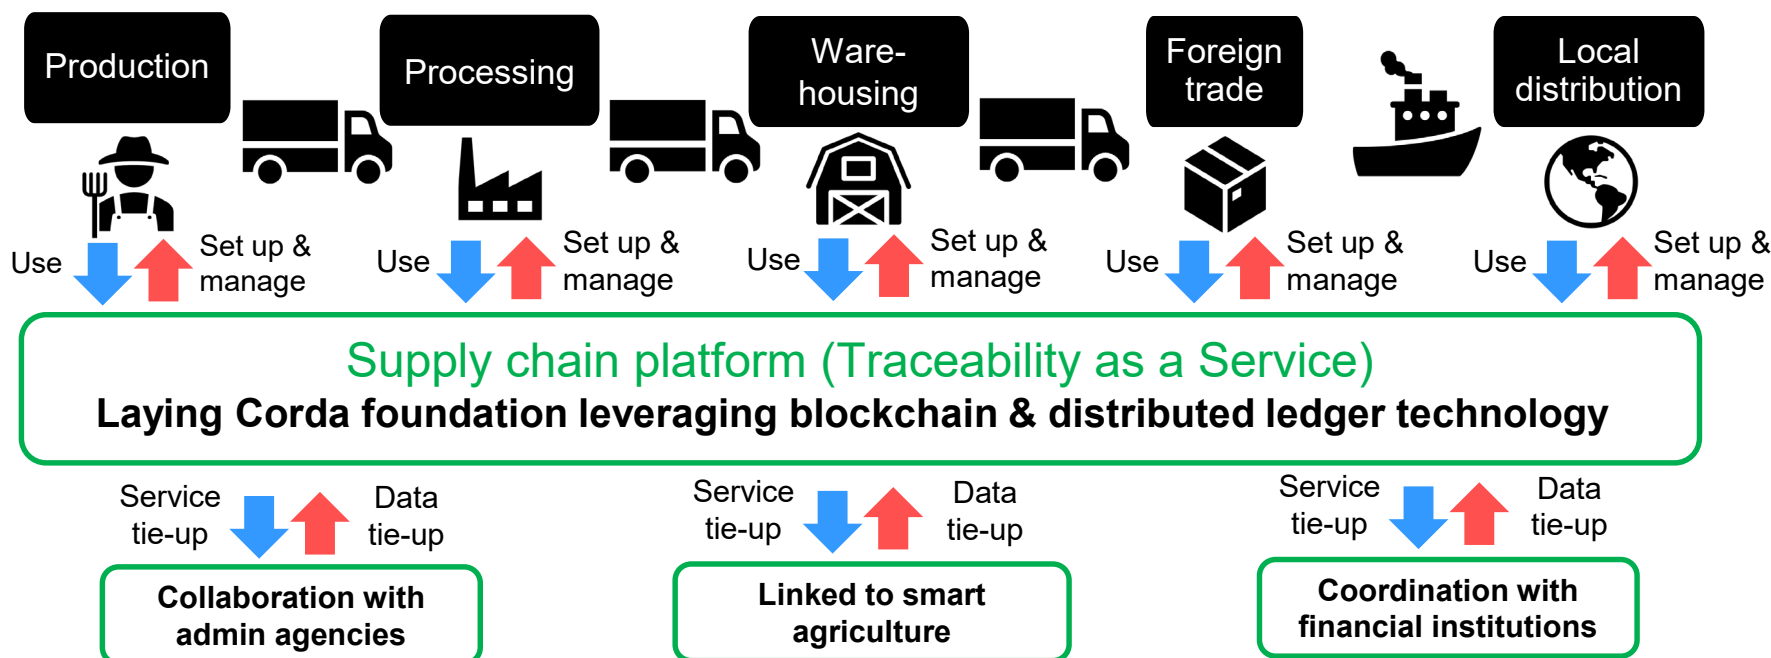 Production
Processing
Ware-
housing
Foreign
trade
Local
distribution
Use
Set up &
manage
Use
Set up &
manage
Use
Set up &
manage
Use
Set up &
manage
Use
Set up &
manage
Supply chain platform (Traceability as a Service)
Laying Corda foundation leveraging blockchain & distributed ledger technology
Service
tie-up
Data
tie-up
Service
tie-up
Data
tie-up
Service
tie-up
Data
tie-up
Collaboration with
admin agencies
Linked to smart
agriculture
Coordination with
financial institutions